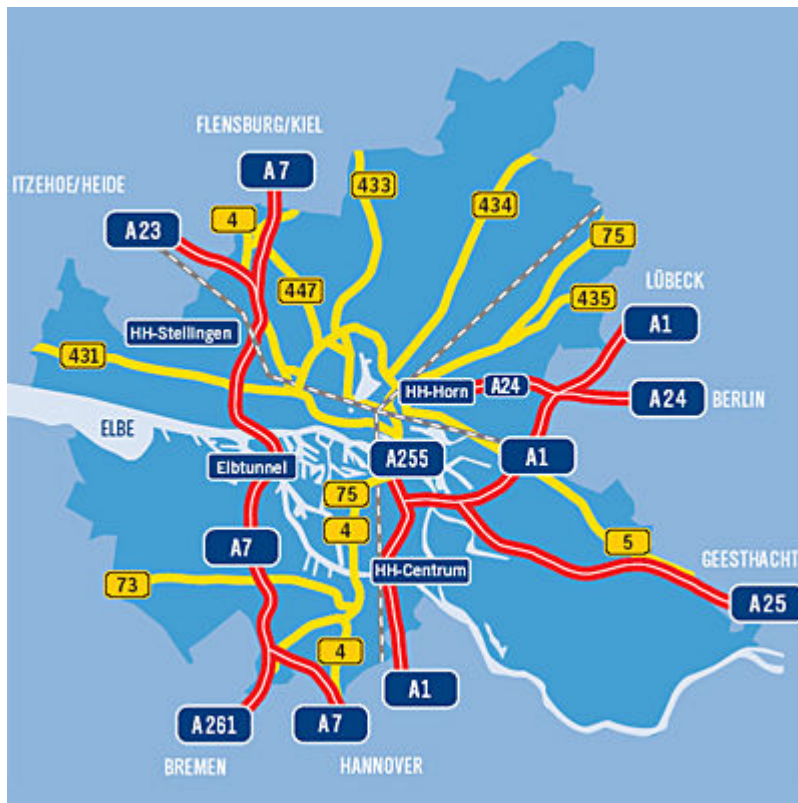 FLENSBURG/KIEL
A7
433
ITZEHOE/HEIDE
434
4
A23
75
LÜBECK
447
435
A1
HH-Stellingen
431
HH-Horn
A24
A24
BERLIN
ELBE
Elbtunnel
A255
A1
75
4
A7
5
GEESTHACHT
HH-Centrum
73
A25
4
A1
A261
A7
BREMEN
HANNOVER